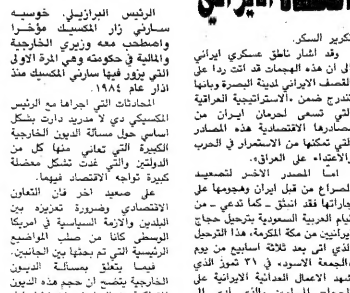 الايراني
تكرير السكر.
وقد اشار ناطق عسكري ايراني
الى ان هذه الهجمات قد اتت ردا على
القصف الايراني لمدينة البصرة وبانها
تندرج ضمن «الاستراتيجية العراقية
التي تسعى لحرمان ايران من
مصادرها الاقتصادية هذه المصادر
التي تمكنها من الاستمرار في الحرب
والاعتداء على العراق».
امّا المصدر الاخر لتصعيد
الصراع من قبل ايران وهجومها على
جاراتها فقد انبثق ـ كما تدعي ـ من
قيام العربية السعودية بترحيل حجاج
ايرانيين من مكة المكرمة، هذا الترحيل
الذي اتى بعد ثلاثة اسابيع من يوم
«الجمعة الاسود» في ٣١ تموز الذي
شهد الاعمال العدائية الايرانية على
الرئيس البرازيلي، خوسيه
سارني زار المكسيك مؤخرا
واصطحب معه وزيري الخارجية
والمالية في حكومته وهي المرة الاولى
التي يزور فيها سارني المكسيك منذ
اذار عام ١٩٨٤.
المحادثات التي اجراها مع الرئيس
المكسيكي دي لا مدريد دارت بشكل
اساسي حول مسألة الديون الخارجية
الكبيرة التي تعاني منها كل من
الدولتين والتي غدت تشكل معضلة
كبيرة تواجه الاقتصاد فيهما.
على صعيد اخر فان التعاون
الاقتصادي وضرورة تعزيزه بين
البلدين والازمة السياسية في امريكا
الوسطى كانا من صلب المواضيع
الرئيسية التي تم بحثها بين الجانبين.
فيما يتعلق بمسألة الديون
الخارجية يتضح ان حجم هذه الديون